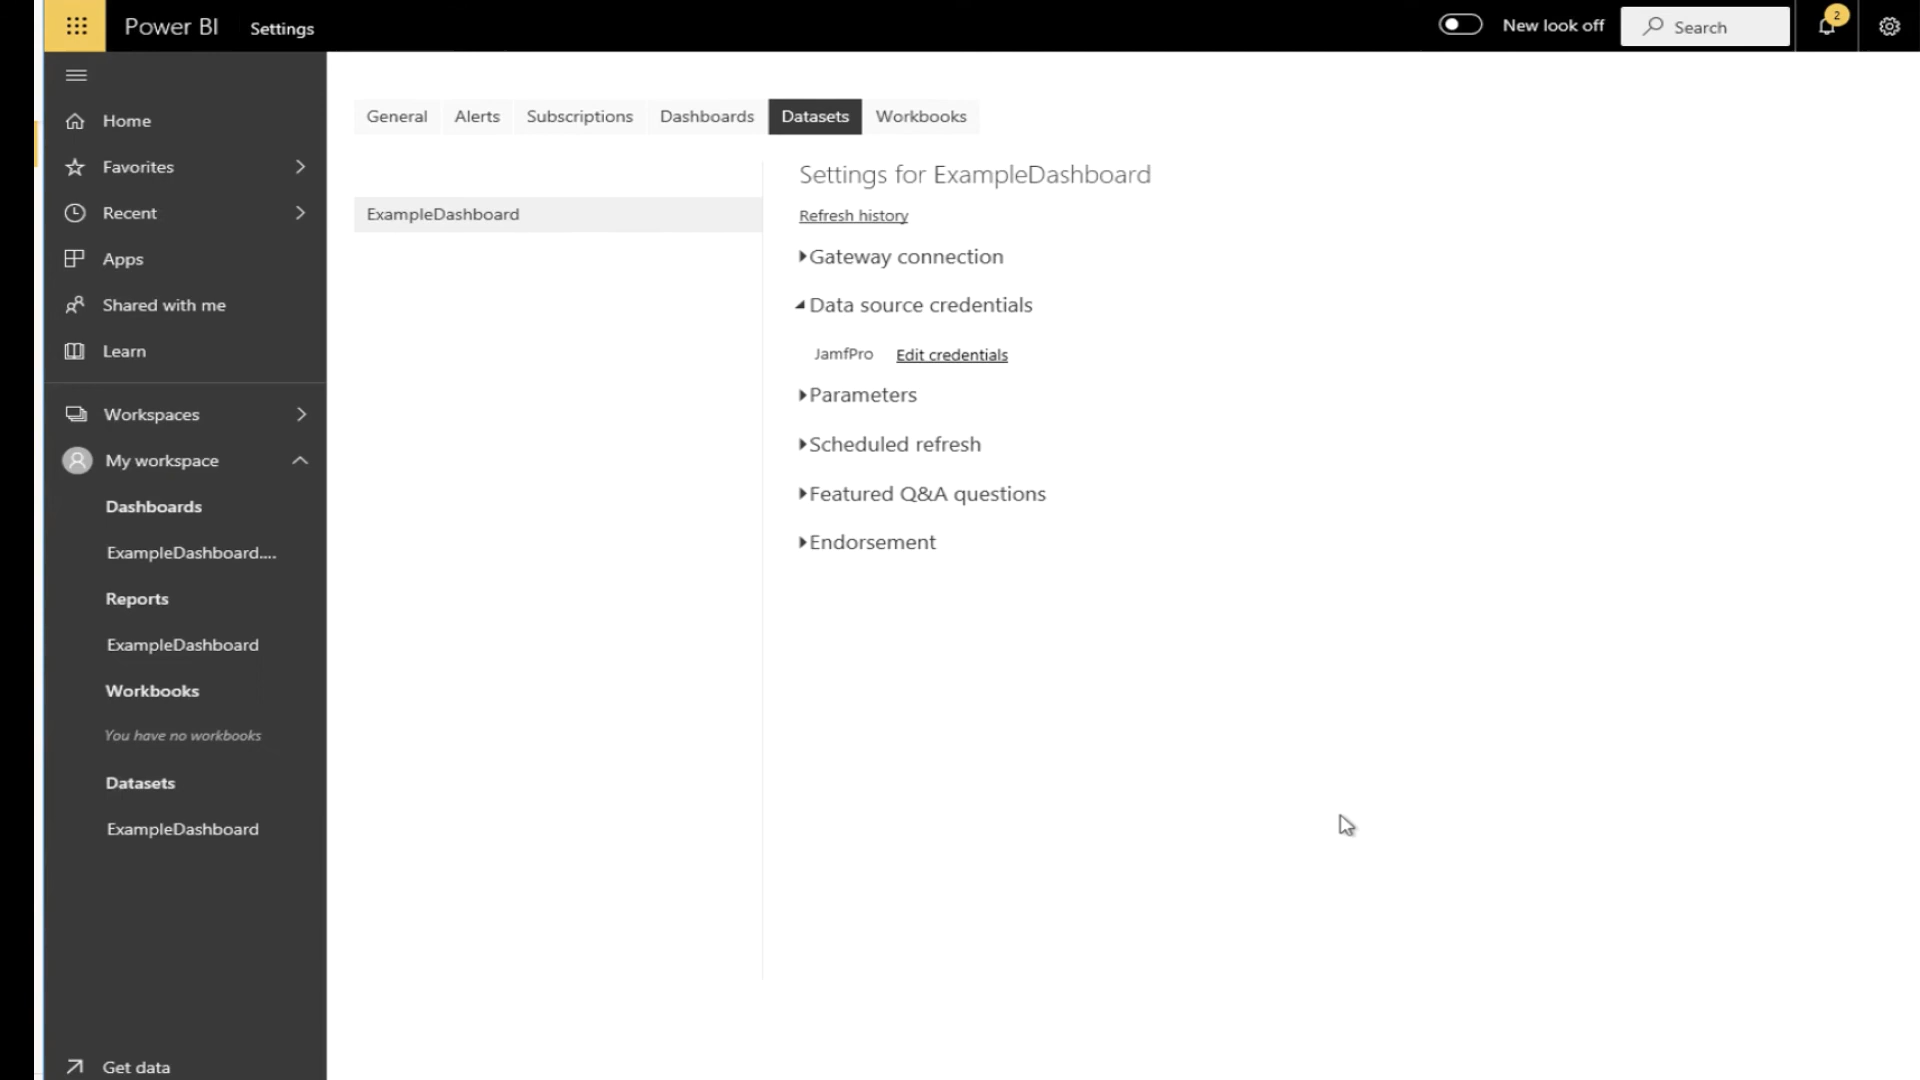 Power BI Settings
New look off
Search
2
Home
Favorites
Recent
Apps
Shared with me
Learn
Workspaces
My workspace
Dashboards
ExampleDashboard....
Reports
ExampleDashboard
Workbooks
You have no workbooks
Datasets
ExampleDashboard
Get data
General Alerts Subscriptions Dashboards Datasets Workbooks
ExampleDashboard
Settings for ExampleDashboard
Refresh history
Gateway connection
Data source credentials
JamfPro Edit credentials
Parameters
Scheduled refresh
Featured Q&A questions
Endorsement